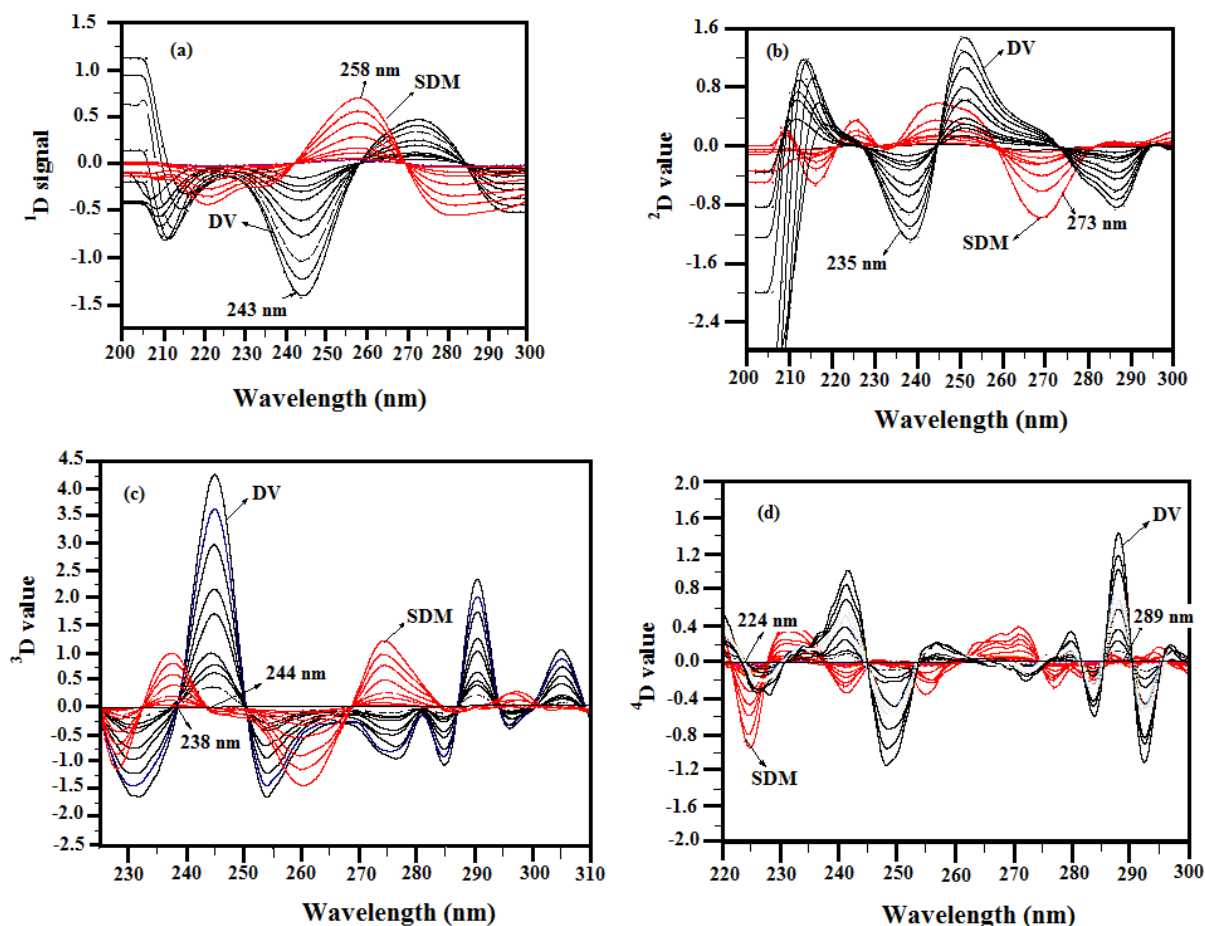 (a)
258 nm
SDM
DV
243 nm
1D signal
1.5
1.0
0.5
0.0
-0.5
-1.0
-1.5
200 210 220 230 240 250 260 270 280 290 300
Wavelength (nm)
(b)
DV
SDM
273 nm
235 nm
2D value
1.6
0.8
0.0
-0.8
-1.6
-2.4
200 210 220 230 240 250 260 270 280 290 300
Wavelength (nm)
(c)
DV
SDM
244 nm
238 nm
3D value
4.5
4.0
3.5
3.0
2.5
2.0
1.5
1.0
0.5
0.0
-0.5
-1.0
-1.5
-2.0
-2.5
230 240 250 260 270 280 290 300 310
Wavelength (nm)
(d)
DV
224 nm
289 nm
SDM
4D value
2.0
1.6
1.2
0.8
0.4
0.0
-0.4
-0.8
-1.2
-1.6
-2.0
220 230 240 250 260 270 280 290 300
Wavelength (nm)